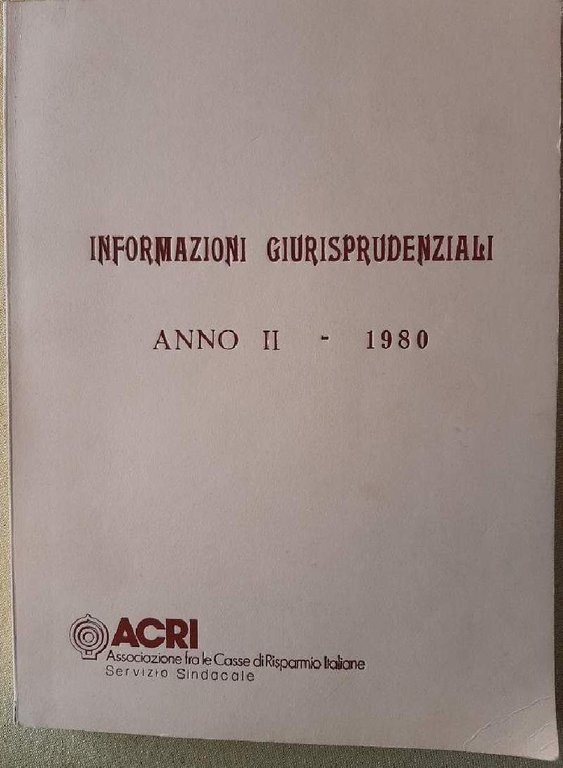 INFORMAZIONI GIURISPRUDENZIALI
ANNO II - 1980
ACRI
Associazione fra le Casse di Risparmio Italiane
Servizio Sindacale